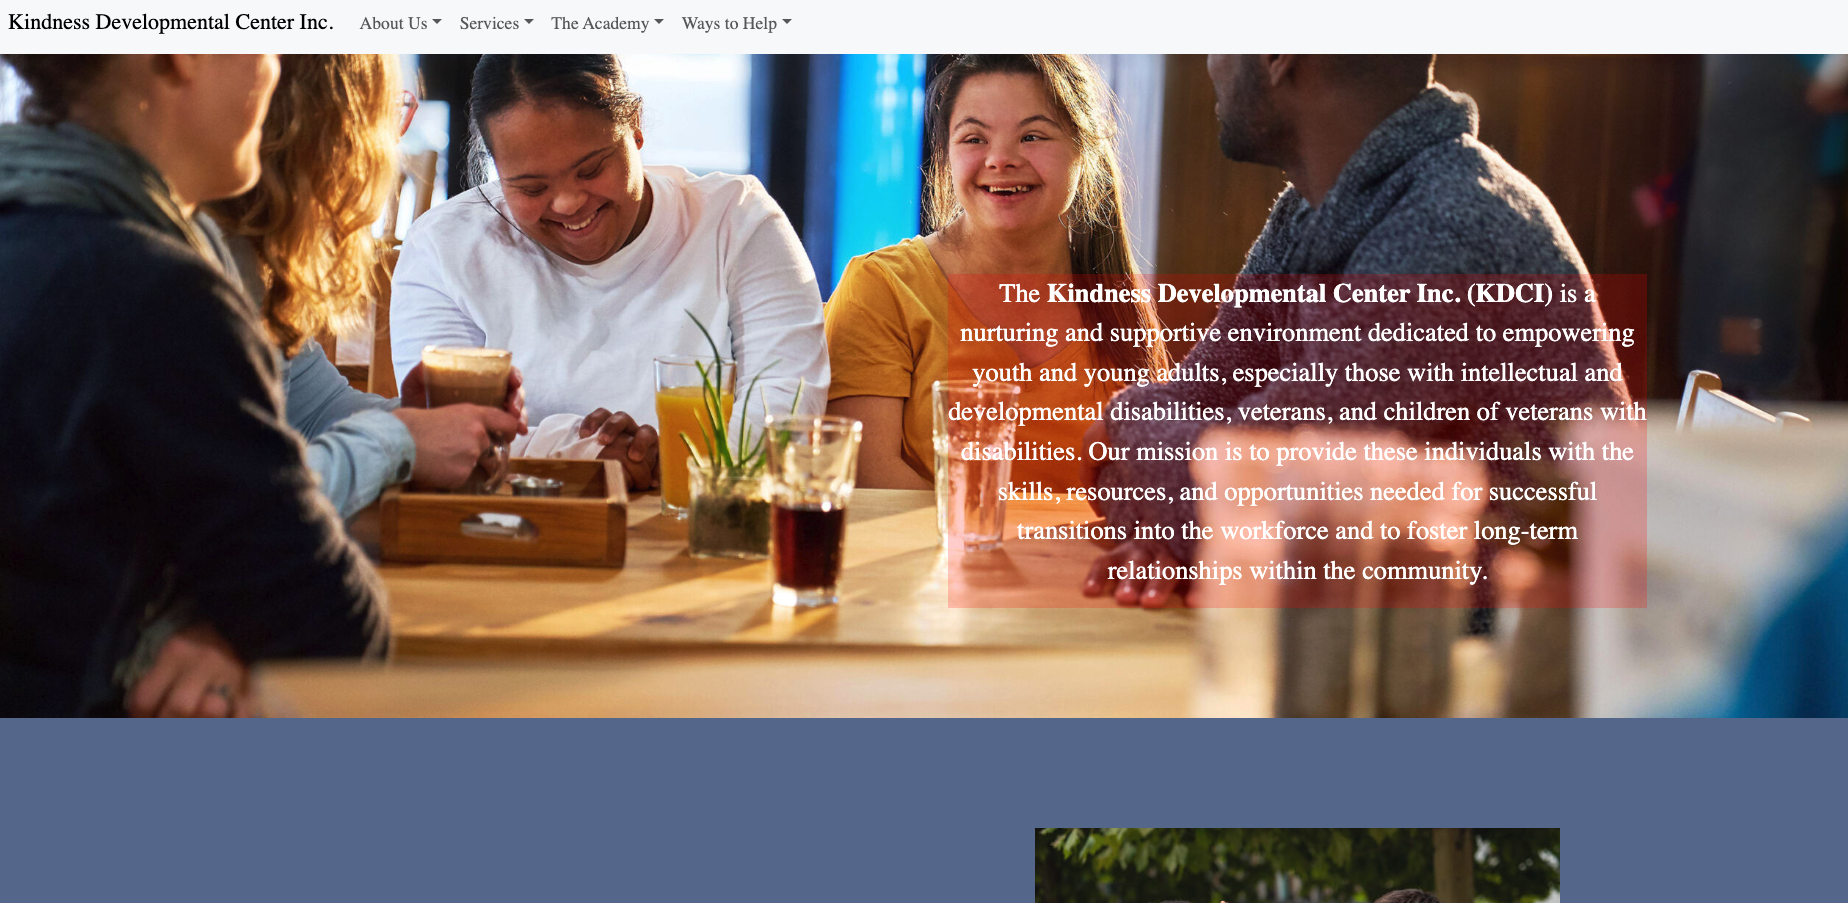 Kindness Developmental Center Inc.
About Us
Services
The Academy
Ways to Help
The Kindness Developmental Center Inc. (KDCI) is a
nurturing and supportive environment dedicated to empowering
youth and young adults, especially those with intellectual and
developmental disabilities, veterans, and children of veterans with
disabilities. Our mission is to provide these individuals with the
skills, resources, and opportunities needed for successful
transitions into the workforce and to foster long-term
relationships within the community.